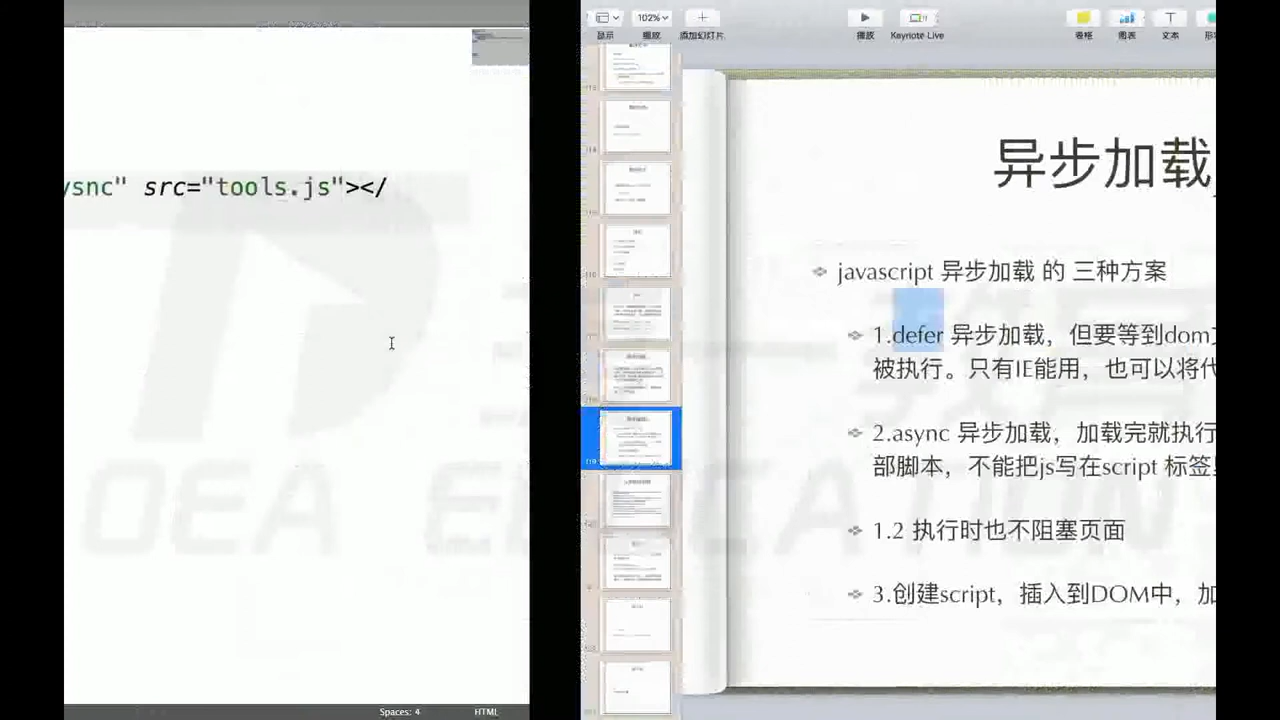 ysnc" src="tools.js"></
Spaces: 4
HTML
102%
显示
播放
添加幻灯片
播放
Keynote Live
表格
图表
文本
异步加载
javascript 异步加载 的 三种方案
1.defer 异步加载，但要等到dom
被执行。只有IE能用，也可以将代
2.async 异步加载，加载完就执行
部脚本，不能把js写在script 标签
1.2 执行时也不阻塞页面
3.创建script，插入到DOM中，加